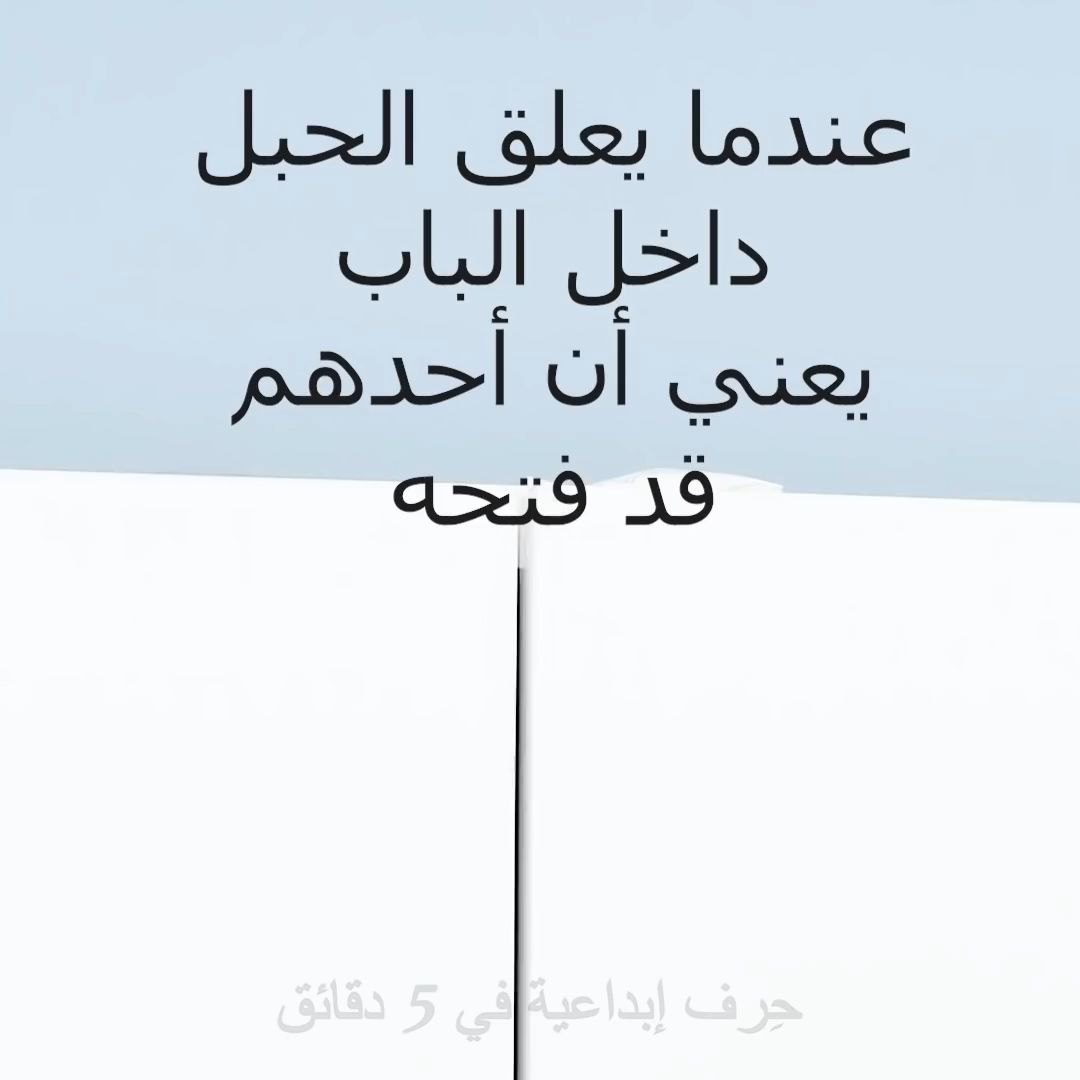 عندما يعلق الحبل
داخل الباب
يعني أن أحدهم
قد فتحه
حِرف إبداعية في 5 دقائق